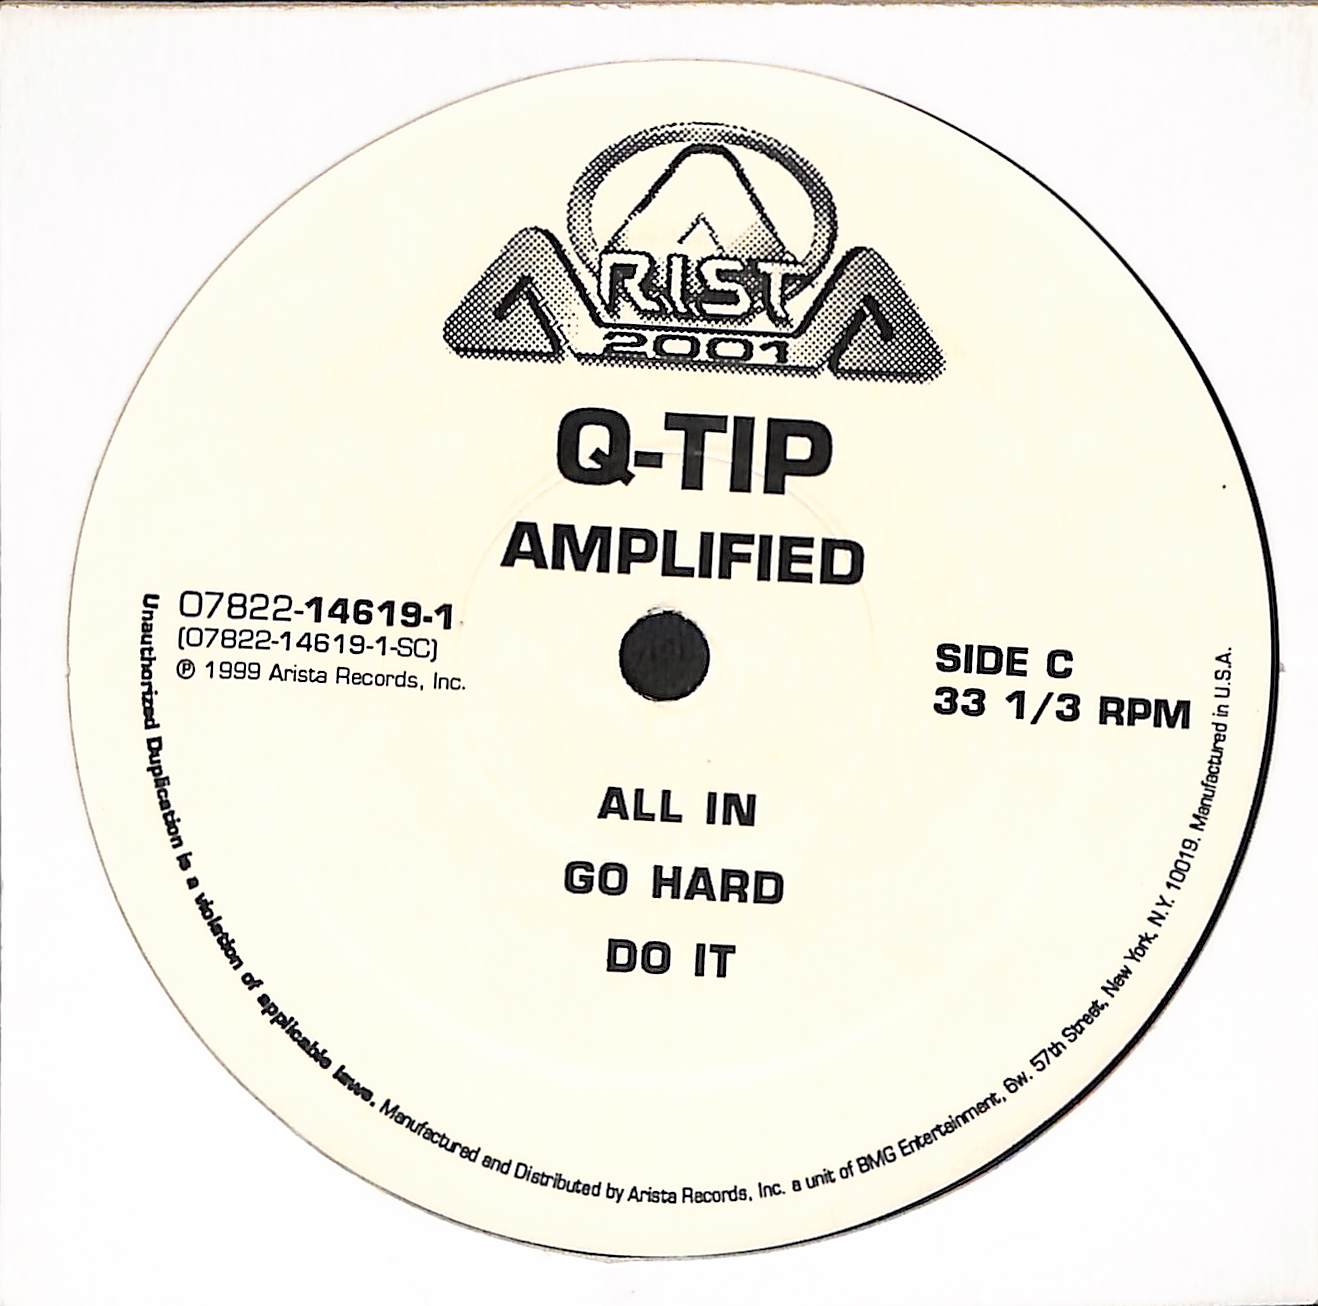 ARISTA
2001
Q-TIP
AMPLIFIED
07822-14619-1
(07822-14619-1-SC)
℗ 1999 Arista Records, Inc.
SIDE C
33 1/3 RPM
ALL IN
GO HARD
DO IT
Unauthorized Duplication is a violation of applicable laws. Manufactured and Distributed by Arista Records, Inc. a unit of BMG Entertainment, 6w. 57th Street, New York, N.Y. 10019. Manufactured in U.S.A.